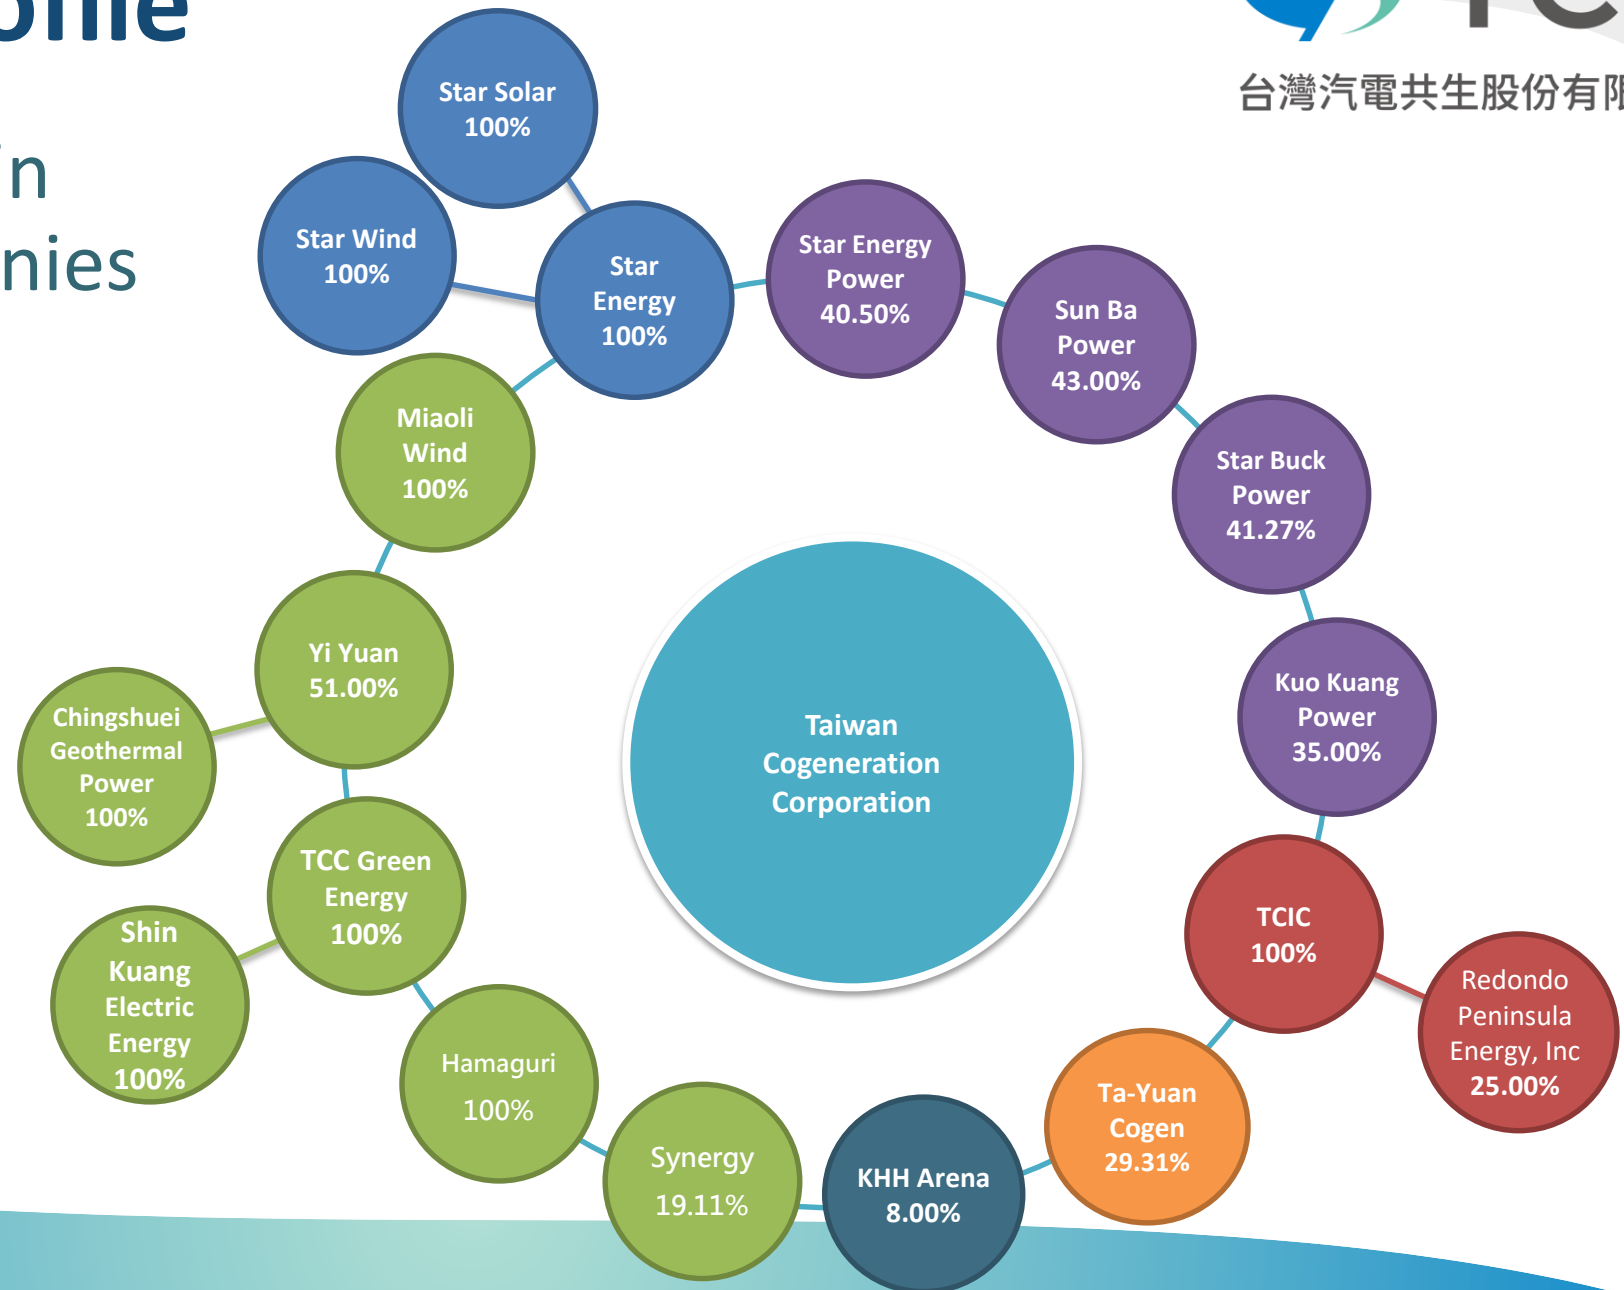 in
nies
台灣汽電共生股份有限
Star Solar
100%
Star Wind
100%
Star
Energy
100%
Star Energy
Power
40.50%
Sun Ba
Power
43.00%
Star Buck
Power
41.27%
Kuo Kuang
Power
35.00%
TCIC
100%
Redondo
Peninsula
Energy, Inc
25.00%
Ta-Yuan
Cogen
29.31%
KHH Arena
8.00%
Synergy
19.11%
Hamaguri
100%
TCC Green
Energy
100%
Shin
Kuang
Electric
Energy
100%
Yi Yuan
51.00%
Chingshuei
Geothermal
Power
100%
Miaoli
Wind
100%
Taiwan
Cogeneration
Corporation